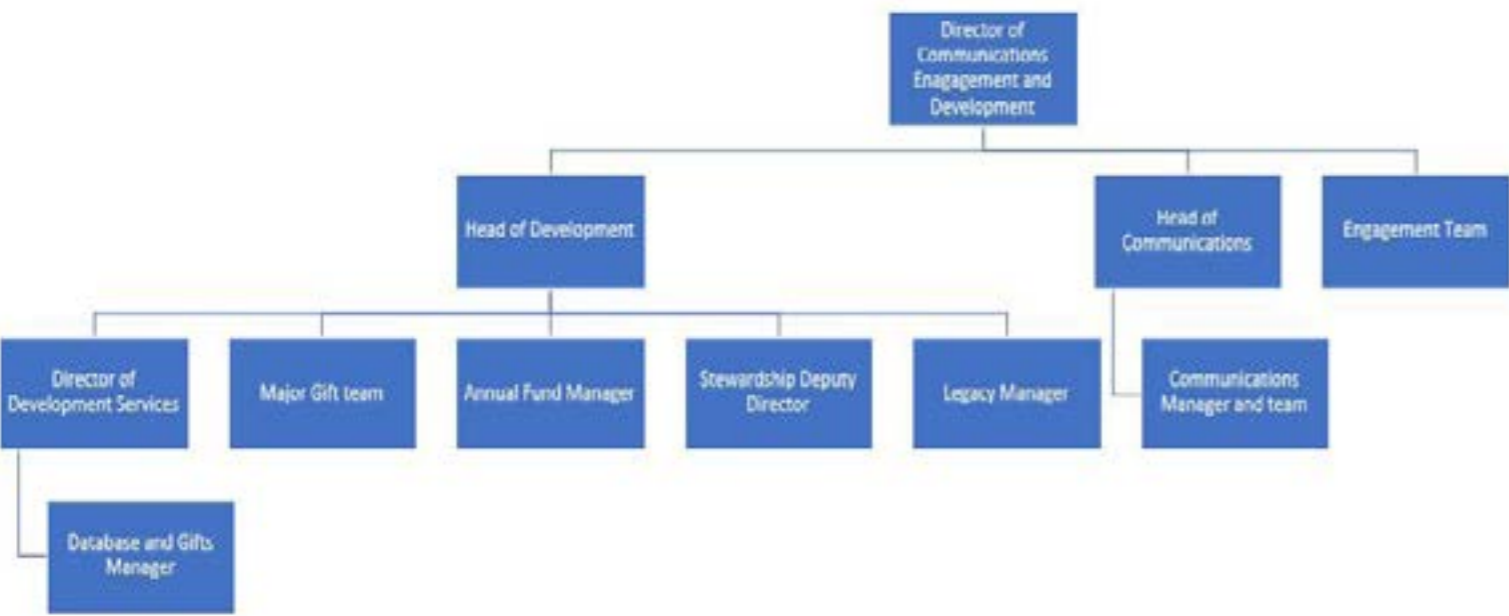 Director of
Communications
Enagagement and
Development
Head of Development
Head of
Communications
Engagement Team
Director of
Development Services
Major Gift team
Annual Fund Manager
Stewardship Deputy
Director
Legacy Manager
Communications
Manager and team
Database and Gifts
Manager